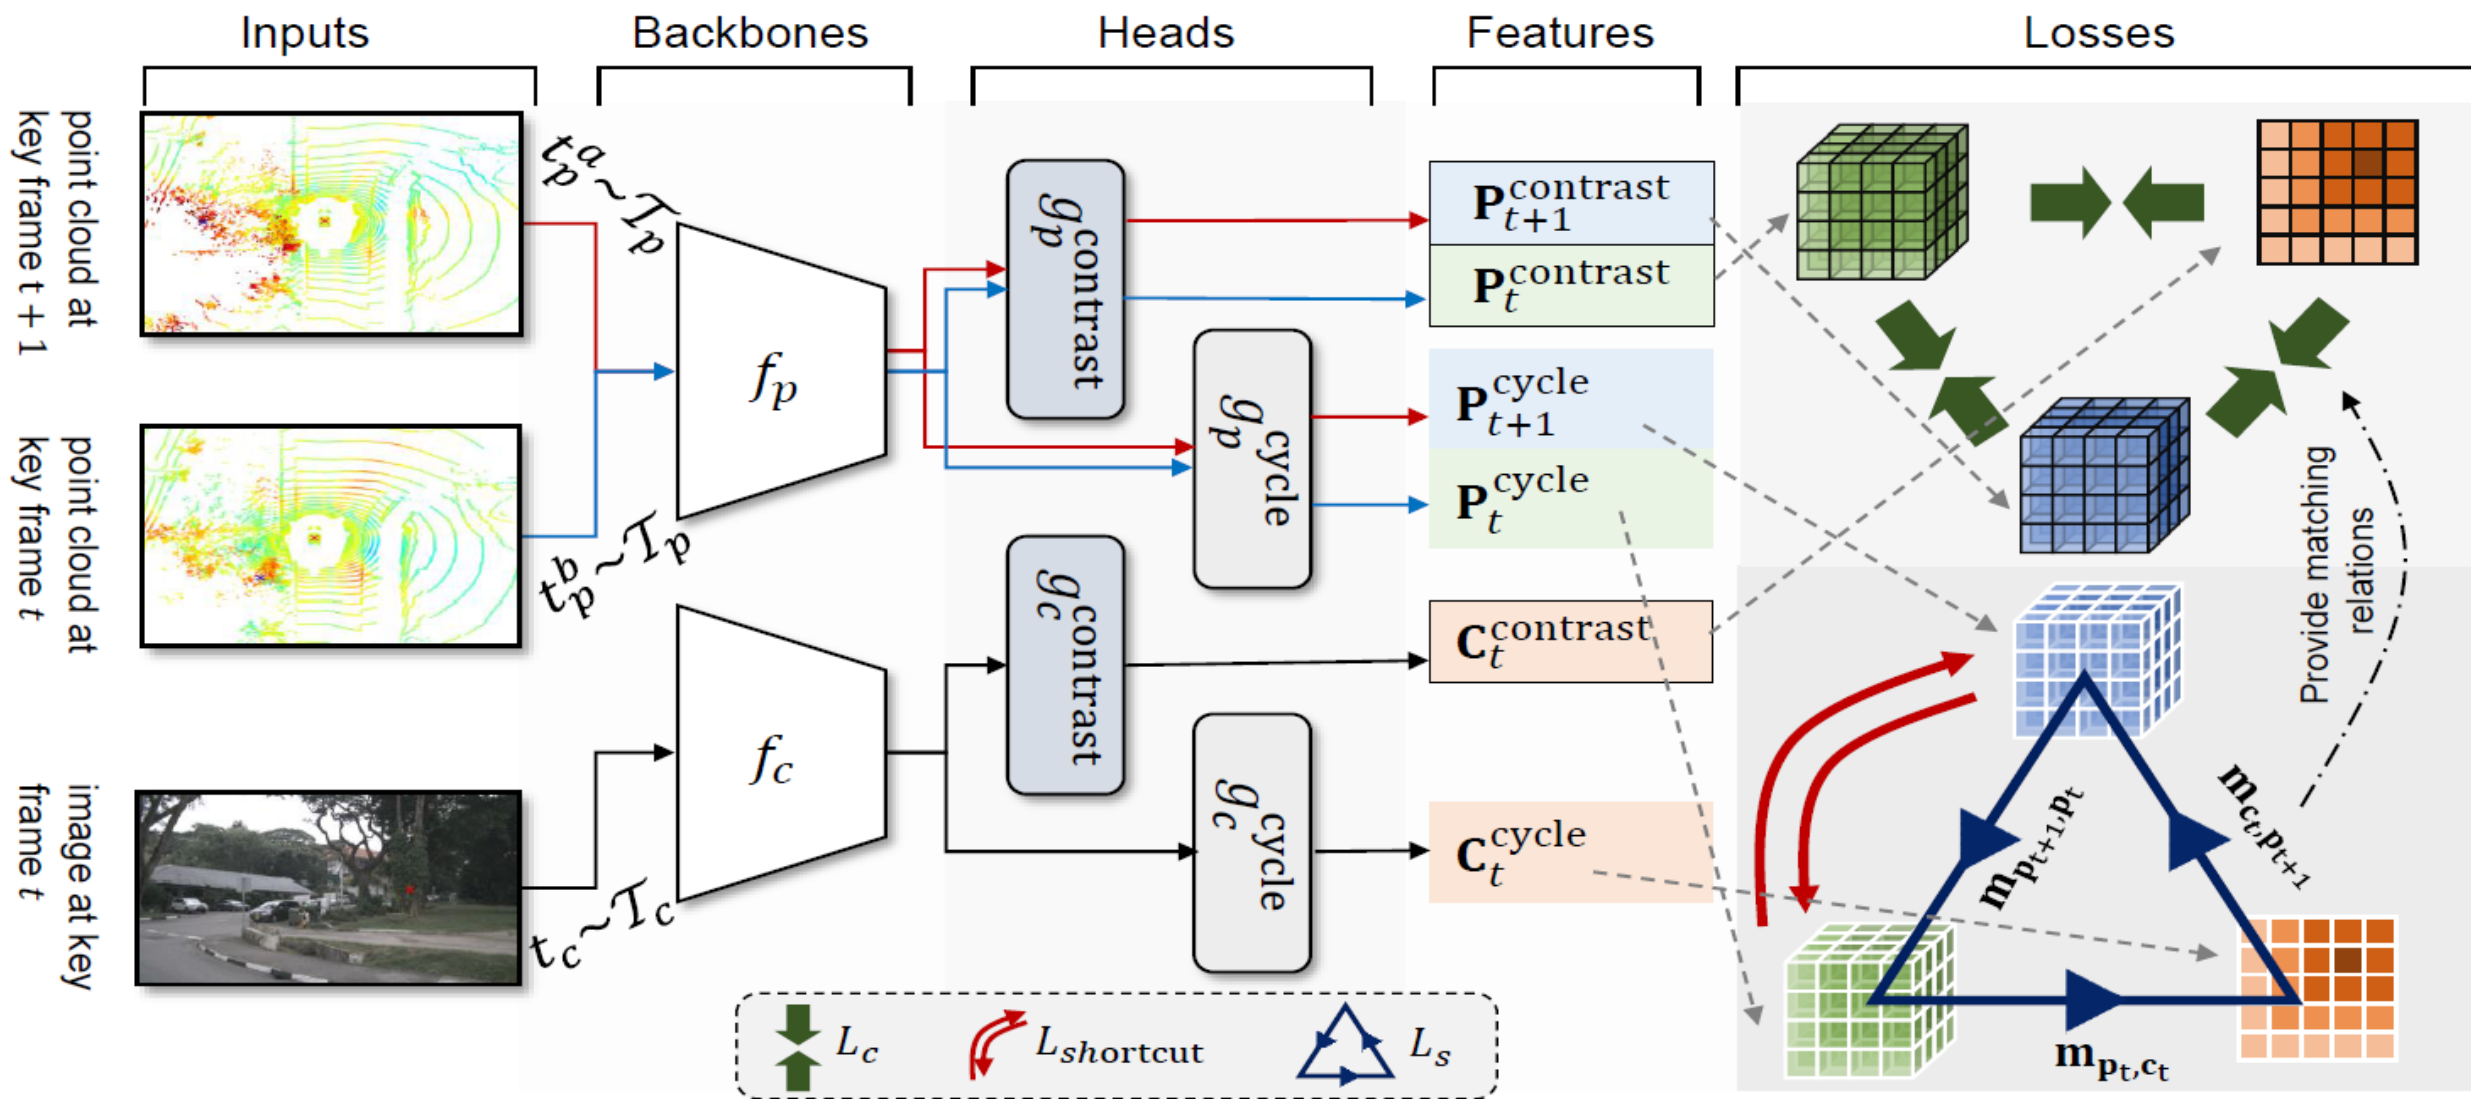 Inputs
Backbones
Heads
Features
Losses
point cloud at
key frame t + 1
point cloud at
key frame t
image at key
frame t
t_p^a ~ 𝒯_p
t_p^b ~ 𝒯_p
t_c ~ 𝒯_c
f_p
f_c
g_p^contrast
g_p^cycle
g_c^contrast
g_c^cycle
P_{t+1}^contrast
P_t^contrast
P_{t+1}^cycle
P_t^cycle
C_t^contrast
C_t^cycle
Provide matching
relations
m_{p_{t+1},p_t}
m_{c_t,p_{t+1}}
m_{p_t,c_t}
L_c
L_shortcut
L_s